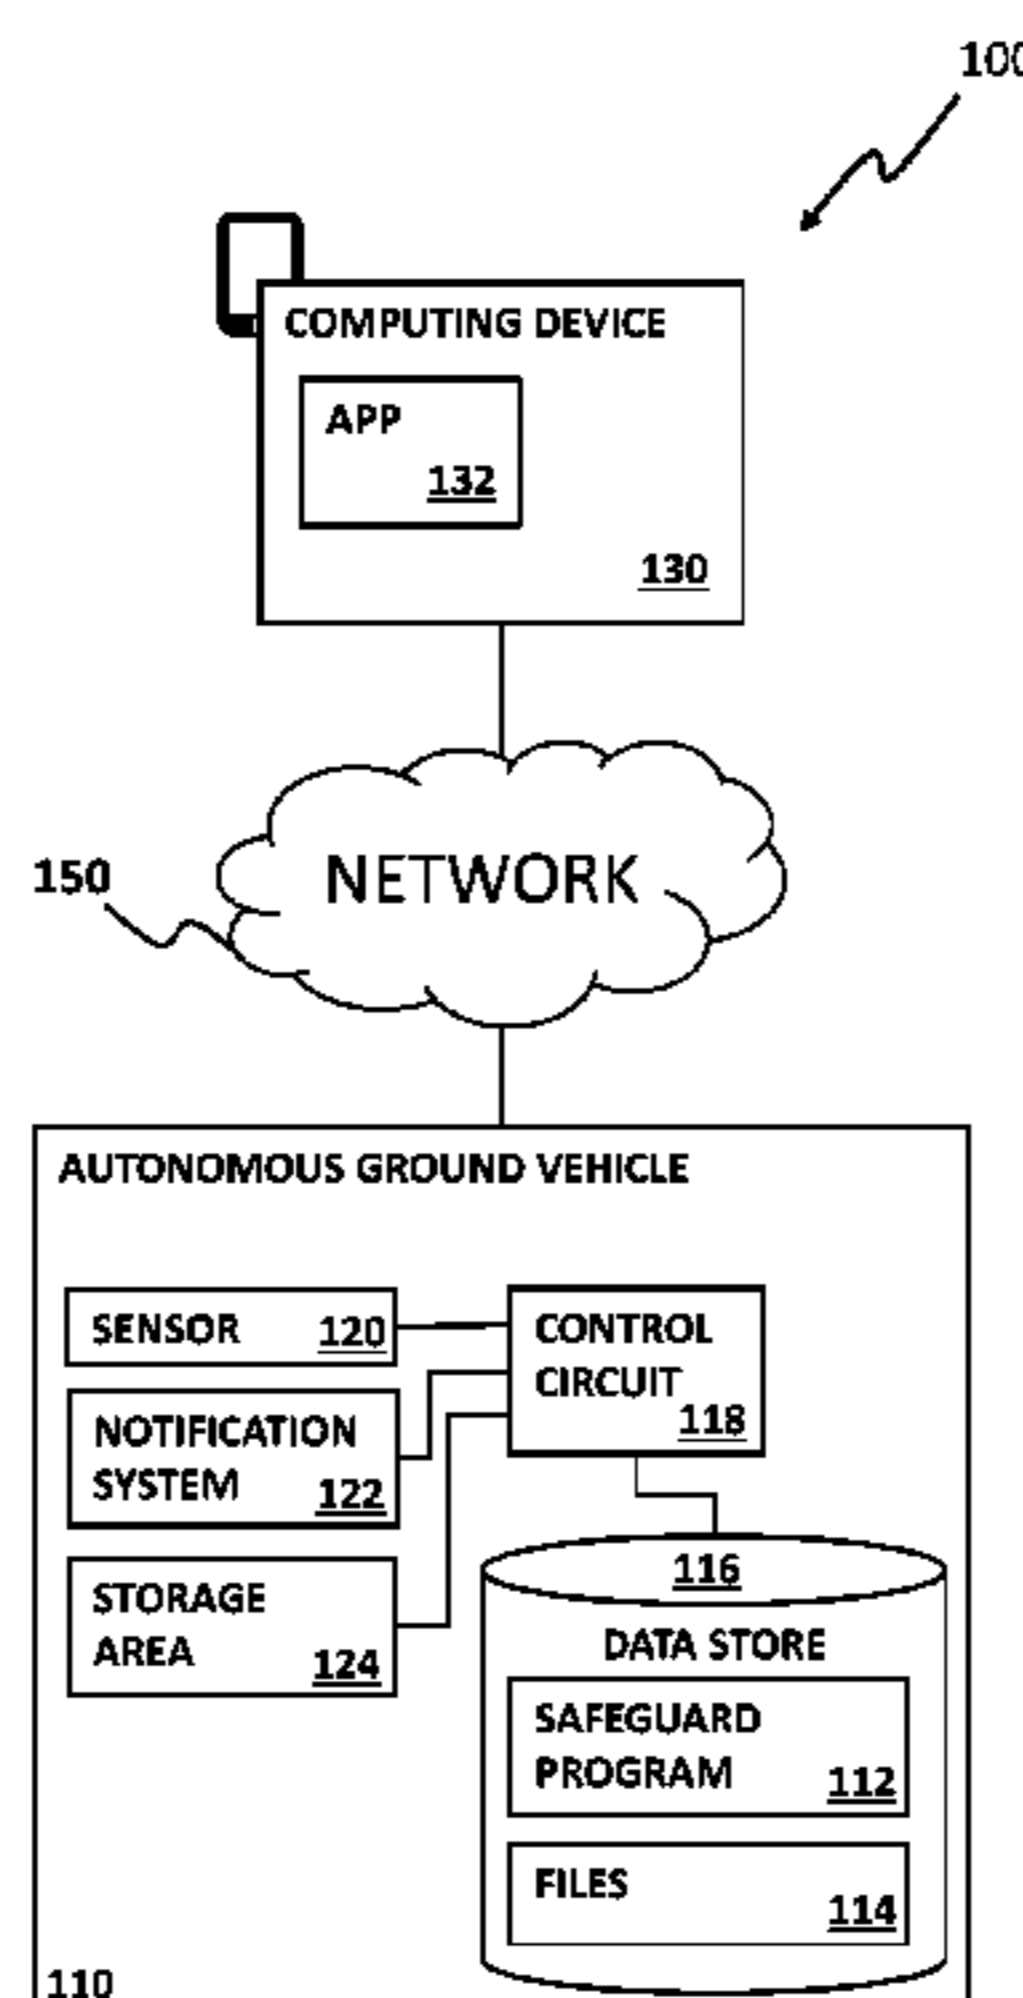 100
COMPUTING DEVICE
APP
132
130
NETWORK
150
AUTONOMOUS GROUND VEHICLE
SENSOR 120
CONTROL
CIRCUIT
118
NOTIFICATION
SYSTEM 122
STORAGE
AREA 124
116
DATA STORE
SAFEGUARD
PROGRAM 112
FILES
114
110